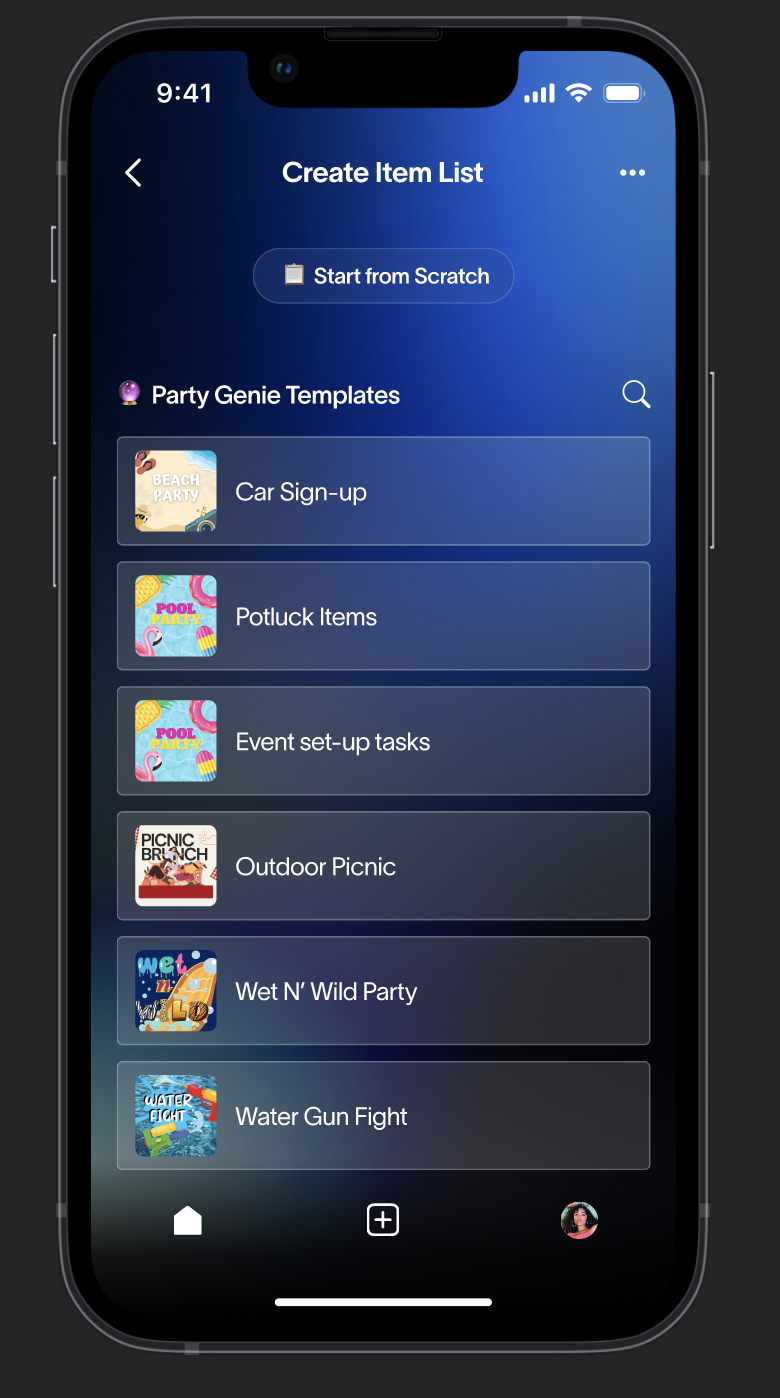 9:41
Create Item List
Start from Scratch
Party Genie Templates
BEACH
PARTY
Car Sign-up
POOL
PARTY
Potluck Items
POOL
PARTY
Event set-up tasks
PICNIC
BRUNCH
Outdoor Picnic
wet
n
WILD
Wet N’ Wild Party
WATER
FIGHT
Water Gun Fight